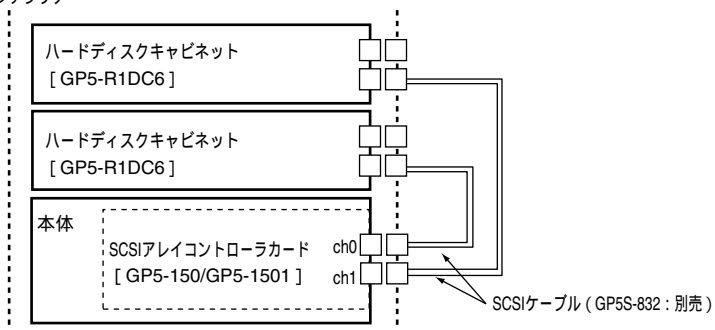 ハードディスクキャビネット
[ GP5-R1DC6 ]
ハードディスクキャビネット
[ GP5-R1DC6 ]
本体
SCSIアレイコントローラカード
[ GP5-150/GP5-1501 ]
ch0
ch1
SCSIケーブル ( GP5S-832 : 別売 )